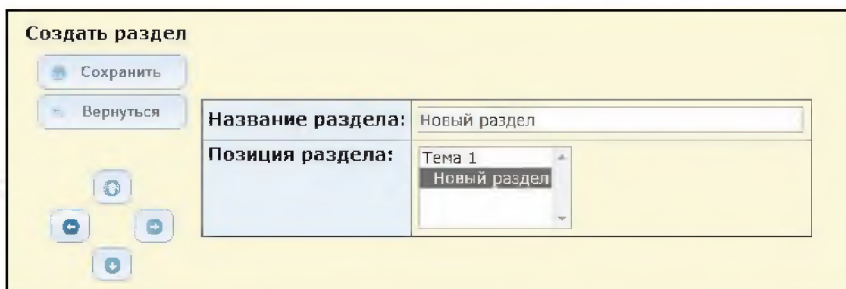 Создать раздел
Сохранить
Вернуться
Название раздела: Новый раздел
Позиция раздела: Тема 1
Новый раздел